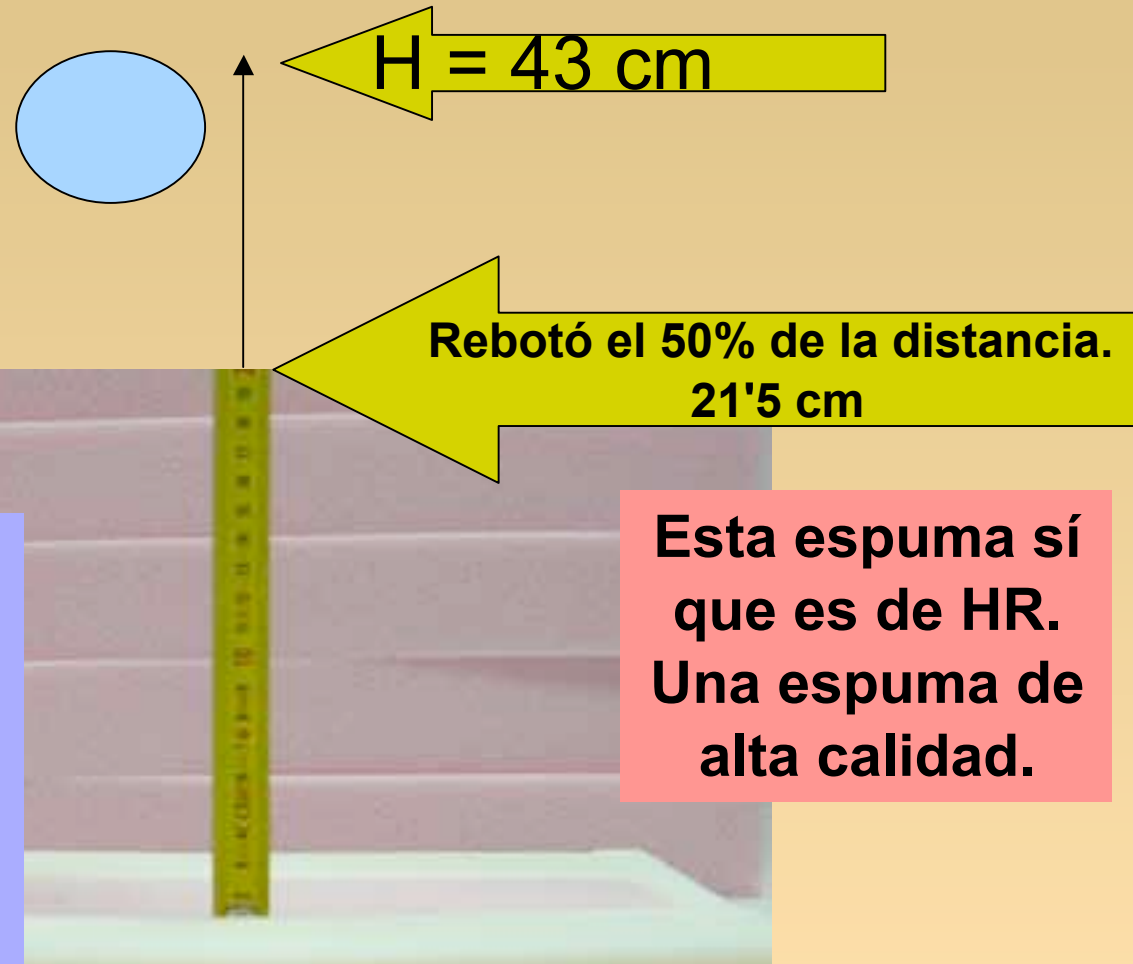 H = 43 cm
Rebotó el 50% de la distancia.
21'5 cm
Esta espuma sí
que es de HR.
Una espuma de
alta calidad.